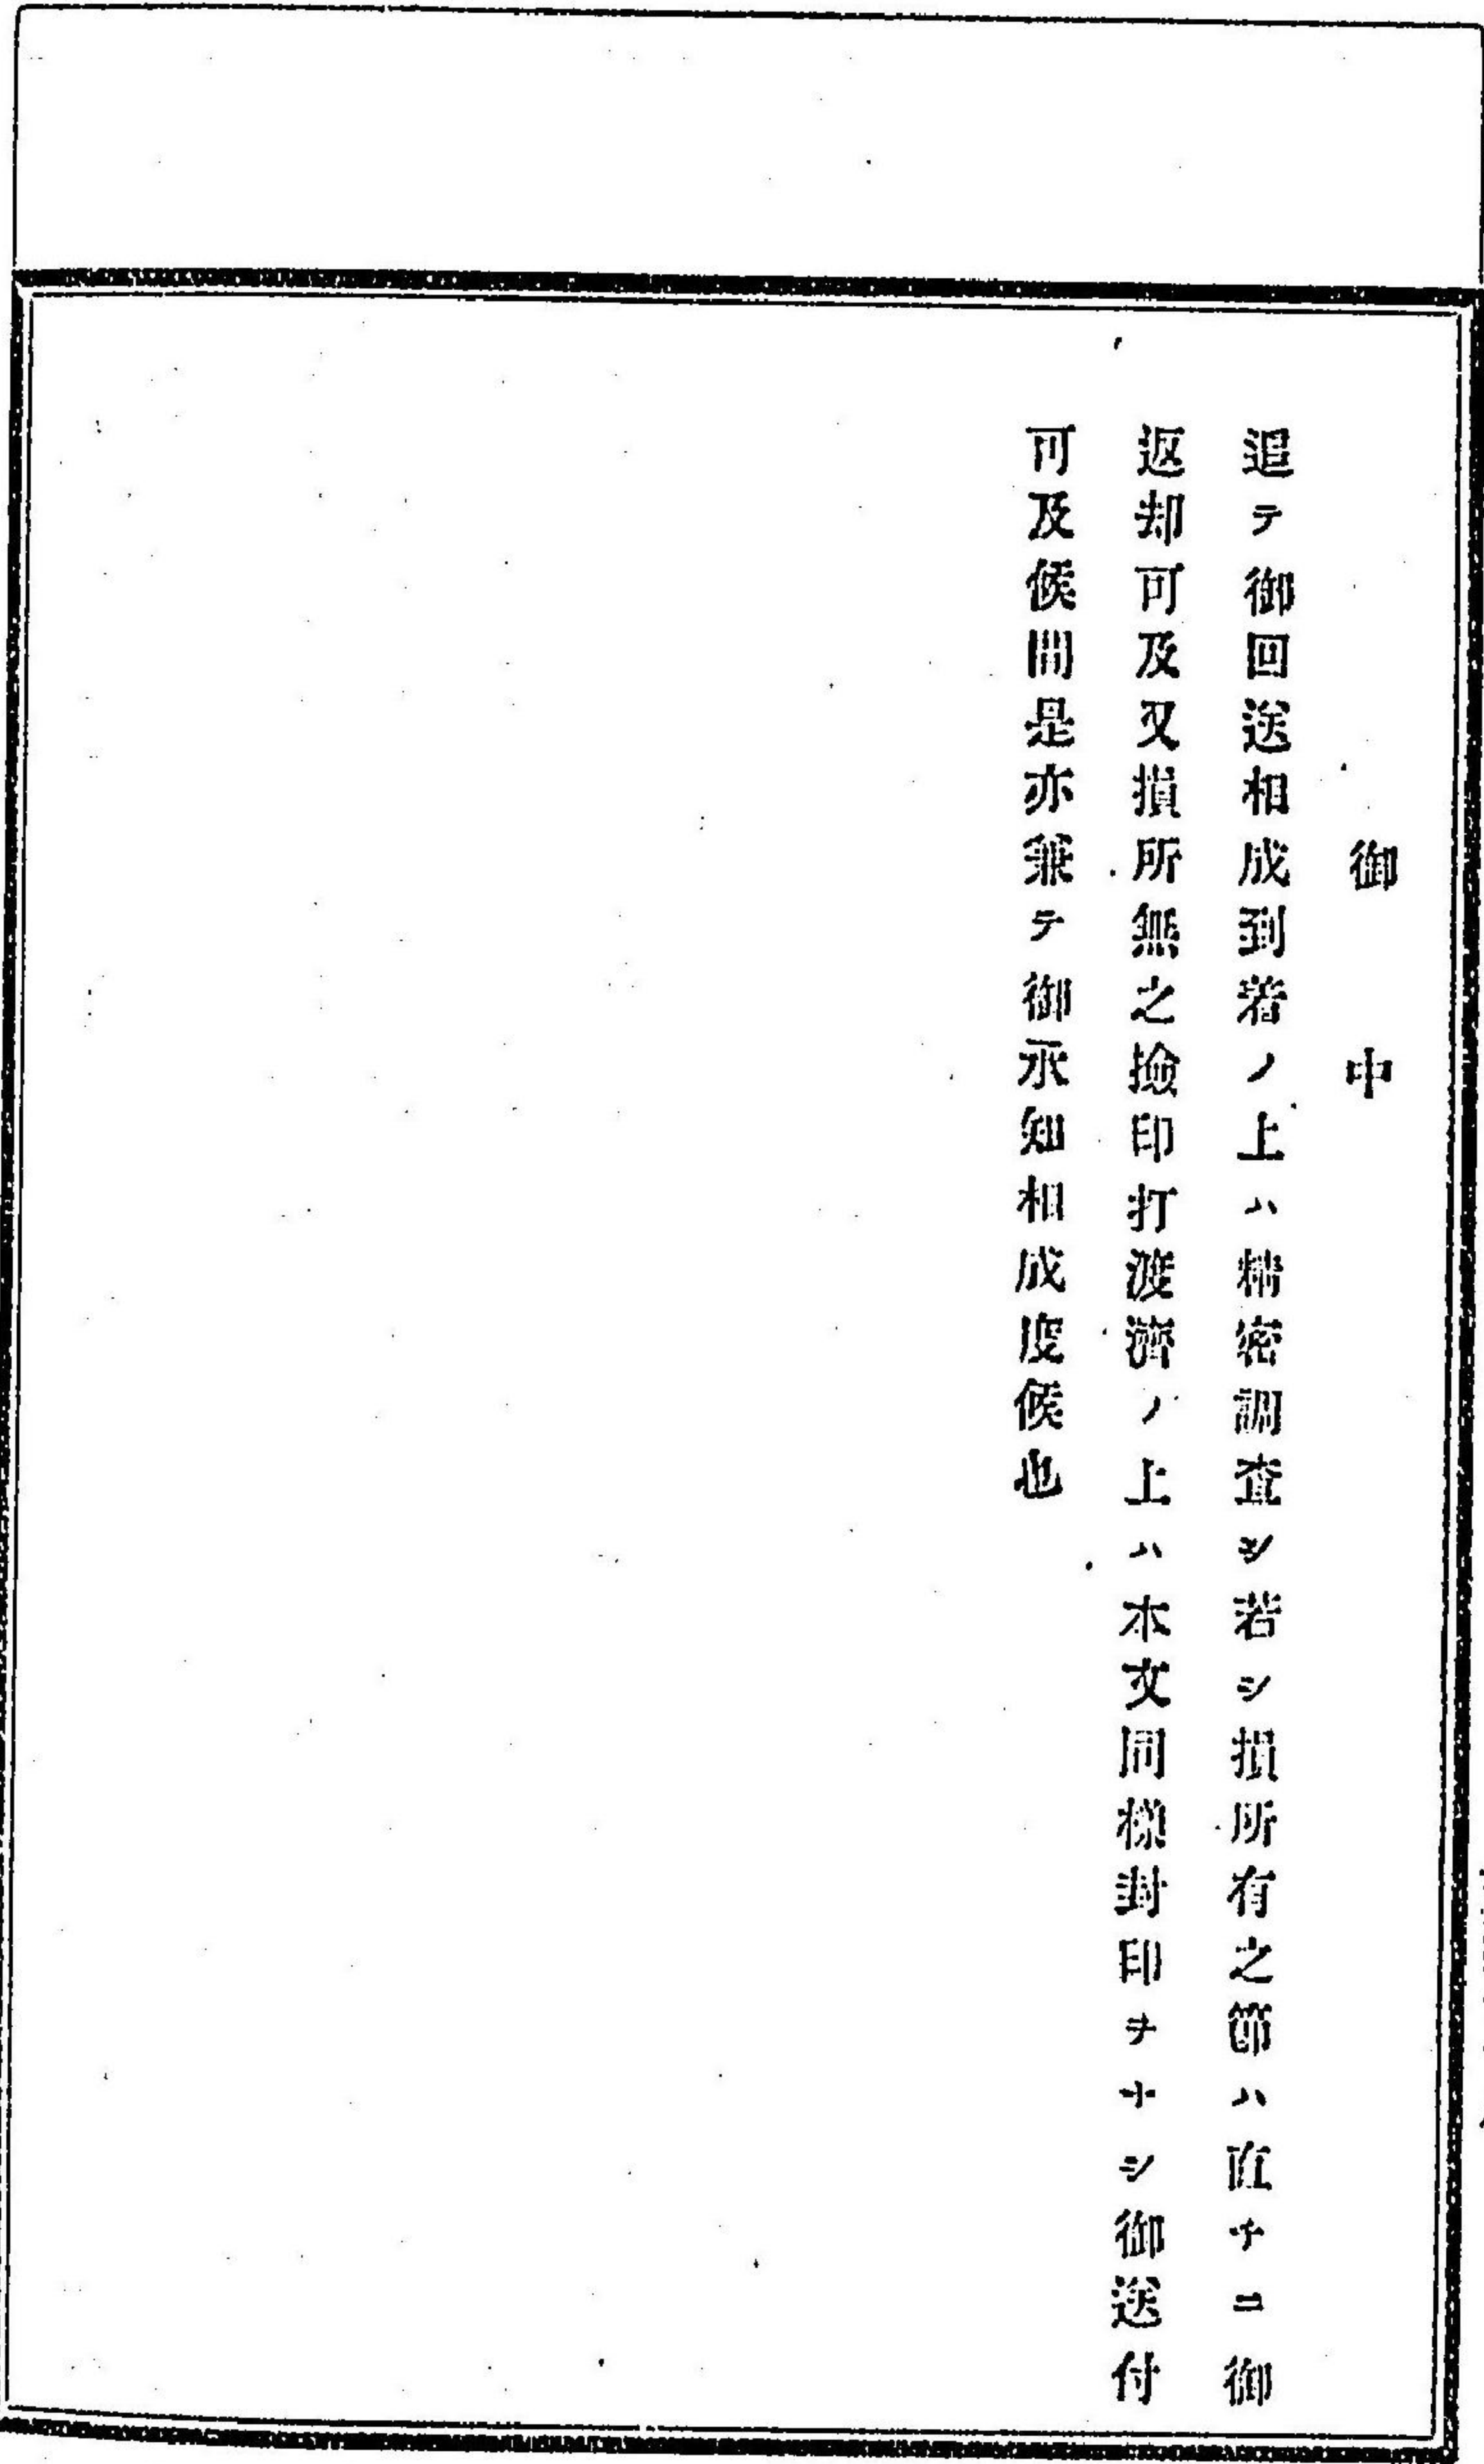 御中
追テ御回送相成到着ノ上ハ精密調査シ若シ損所有之節ハ直チニ御
返却可及又損所無之撿印打渡濟ノ上ハ本文同樣封印ヲナシ御送付
可及候間是亦兼テ御承知相成度候也